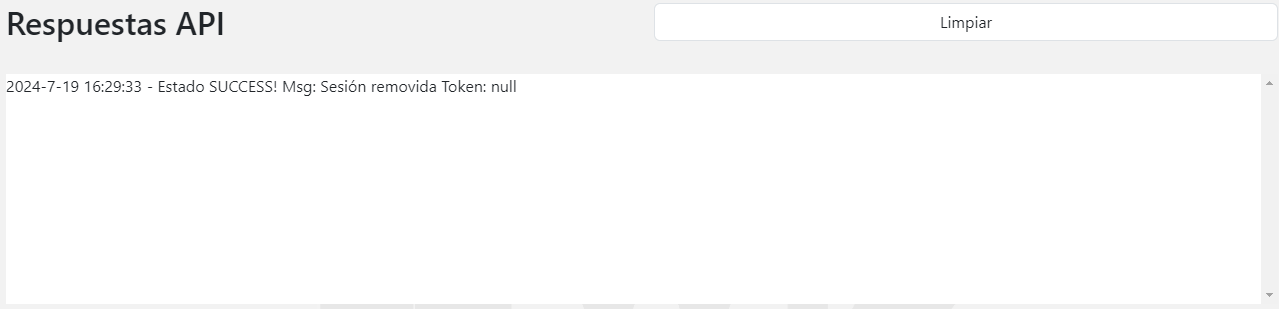 Respuestas API
Limpiar
2024-7-19 16:29:33 - Estado SUCCESS! Msg: Sesión removida Token: null